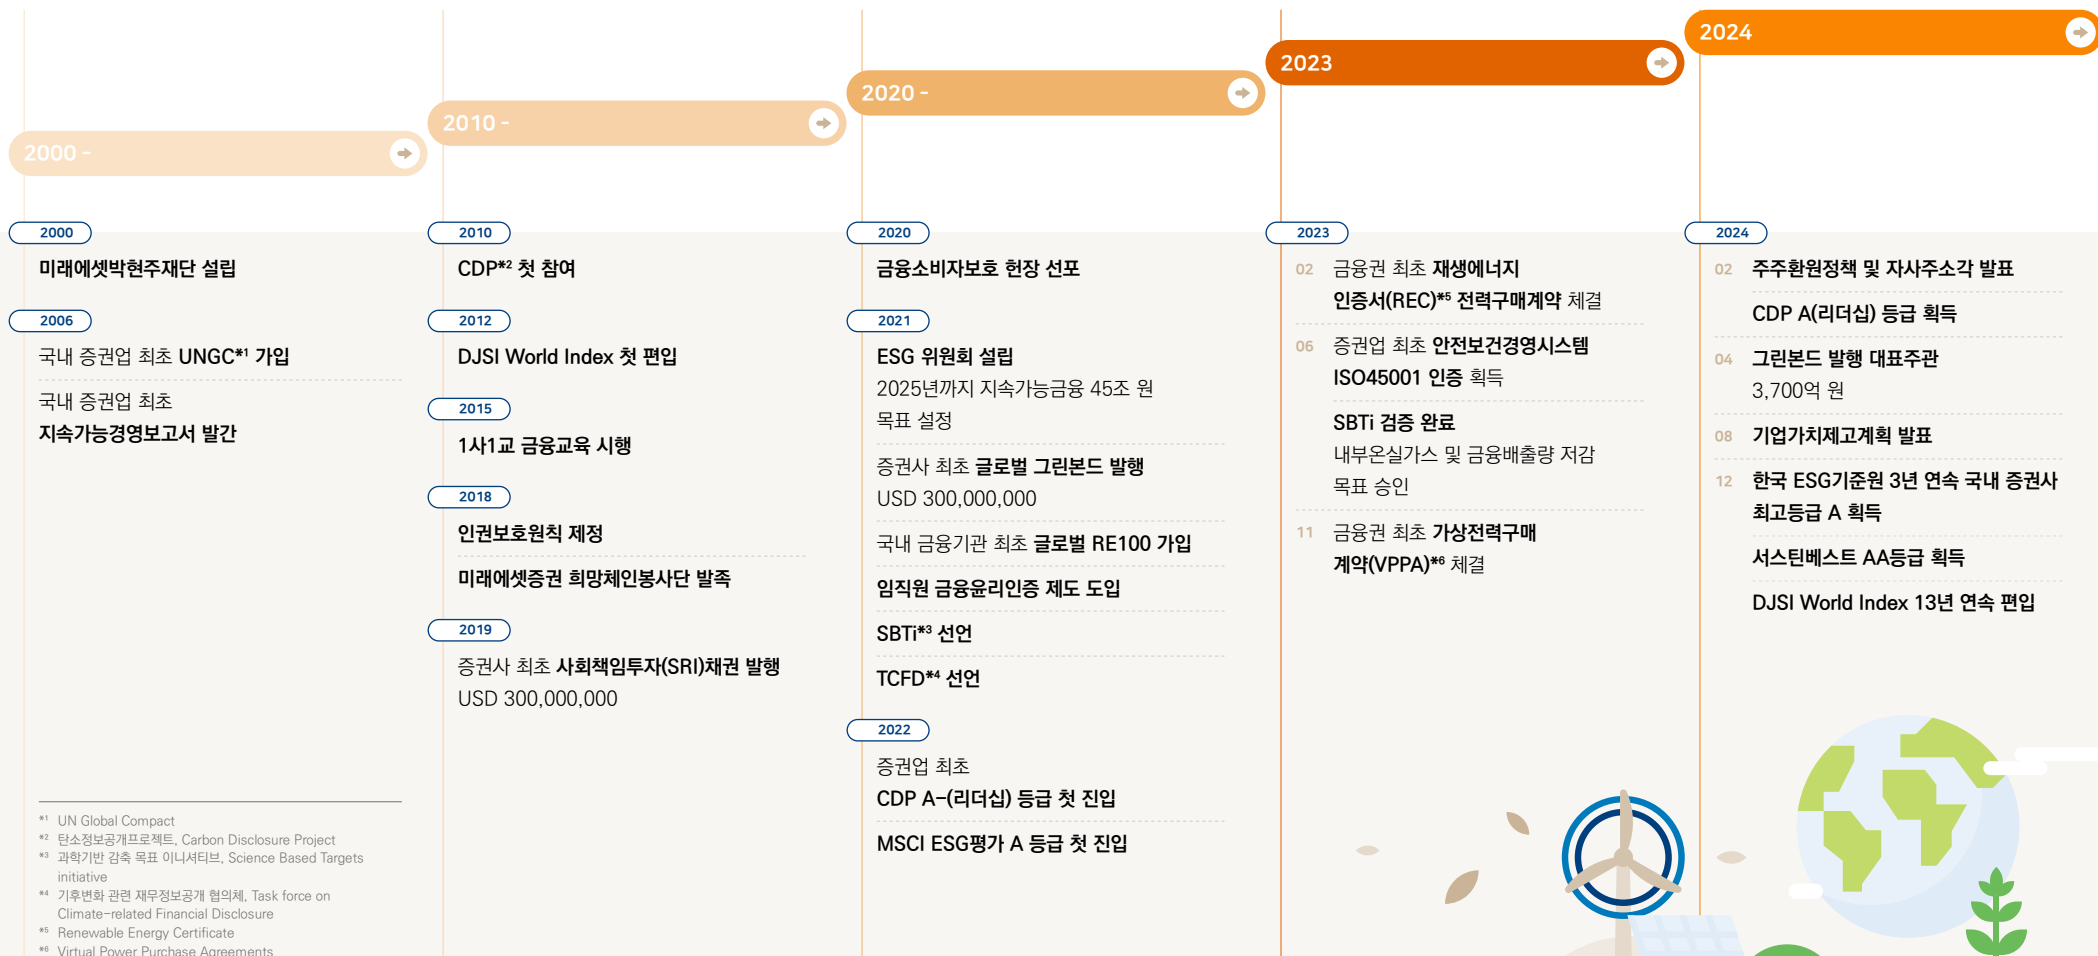 2000 -
2000
미래에셋박현주재단 설립
2006
국내 증권업 최초 UNGC*1 가입
국내 증권업 최초
지속가능경영보고서 발간
*1 UN Global Compact
*2 탄소정보공개프로젝트, Carbon Disclosure Project
*3 과학기반 감축 목표 이니셔티브, Science Based Targets
initiative
*4 기후변화 관련 재무정보공개 협의체, Task force on
Climate-related Financial Disclosure
*5 Renewable Energy Certificate
*6 Virtual Power Purchase Agreements
2010 -
2010
CDP*2 첫 참여
2012
DJSI World Index 첫 편입
2015
1사1교 금융교육 시행
2018
인권보호원칙 제정
미래에셋증권 희망체인봉사단 발족
2019
증권사 최초 사회책임투자(SRI)채권 발행
USD 300,000,000
2020 -
2020
금융소비자보호 헌장 선포
2021
ESG 위원회 설립
2025년까지 지속가능금융 45조 원
목표 설정
증권사 최초 글로벌 그린본드 발행
USD 300,000,000
국내 금융기관 최초 글로벌 RE100 가입
임직원 금융윤리인증 제도 도입
SBTi*3 선언
TCFD*4 선언
2022
증권업 최초
CDP A-(리더십) 등급 첫 진입
MSCI ESG평가 A 등급 첫 진입
2023
2023
02 금융권 최초 재생에너지
인증서(REC)*5 전력구매계약 체결
06 증권업 최초 안전보건경영시스템
ISO45001 인증 획득
SBTi 검증 완료
내부온실가스 및 금융배출량 저감
목표 승인
11 금융권 최초 가상전력구매
계약(VPPA)*6 체결
2024
2024
02 주주환원정책 및 자사주소각 발표
CDP A(리더십) 등급 획득
04 그린본드 발행 대표주관
3,700억 원
08 기업가치제고계획 발표
12 한국 ESG기준원 3년 연속 국내 증권사
최고등급 A 획득
서스틴베스트 AA등급 획득
DJSI World Index 13년 연속 편입